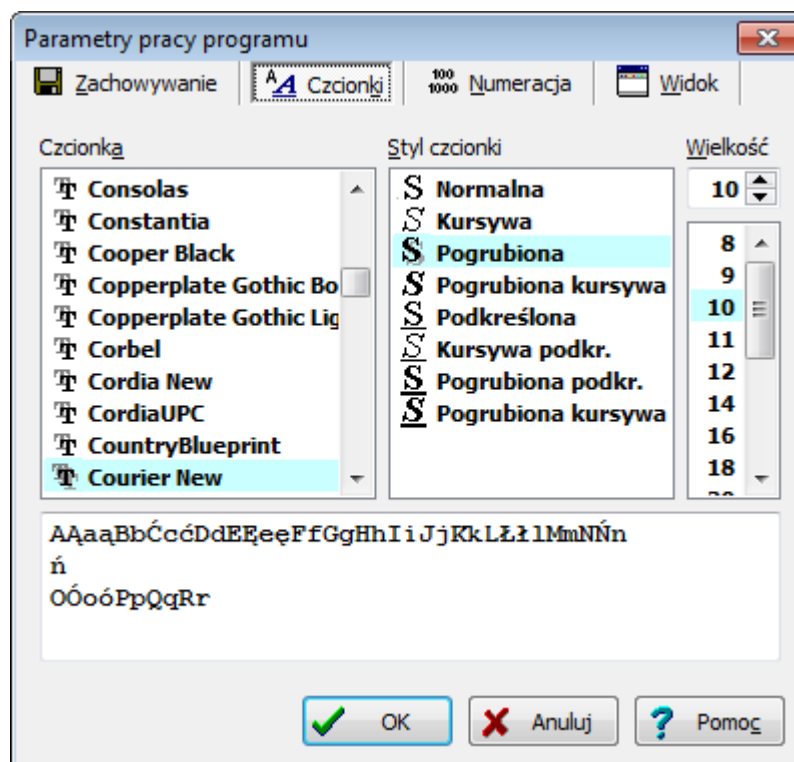 Parametry pracy programu
Zachowywanie
Czcionki
100
1000
Numeracja
Widok
Czcionka
Consolas
Constantia
Cooper Black
Copperplate Gothic Bo
Copperplate Gothic Lig
Corbel
Cordia New
CordiaUPC
CountryBlueprint
Courier New
Styl czcionki
Normalna
Kursywa
Pogrubiona
Pogrubiona kursywa
Podkreślona
Kursywa podkr.
Pogrubiona podkr.
Pogrubiona kursywa
Wielkość
10
8
9
10
11
12
14
16
18
AĄaąBbĆcćDdEĘeęFfGgHhIiJjKkLŁłlMmNŃn
ń
OÓoóPpQqRr
OK
Anuluj
Pomoc